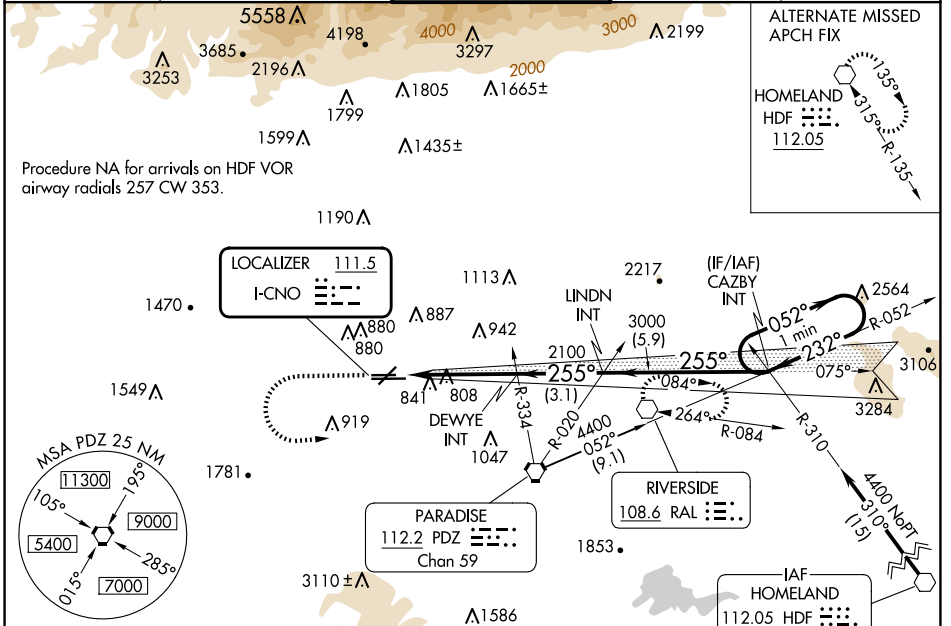 5558
4198
3685
4000
3297
3000
2199
3253
2196
2000
1805
1665±
1799
1599
1435±
ALTERNATE MISSED
APCH FIX
135°
HOMELAND
HDF
112.05
315°
R-135
Procedure NA for arrivals on HDF VOR
airway radials 257 CW 353.
1190
LOCALIZER 111.5
I-CNO
1113
2217
(IF/IAF)
CAZBY
INT
2564
LINDN
INT
1470
887
880
880
942
3000
(5.9)
052°
1 min
232°
R-052
2100
255°
255°
(3.1)
075°
3106
1549
841
808
084°
3284
DEWYE
INT
R-334
R-020
264°
R-084
919
1047
4400
052°
(9.1)
R-310
MSA PDZ 25 NM
1781
11300
105°
195°
9000
5400
015°
285°
7000
PARADISE
112.2 PDZ
Chan 59
RIVERSIDE
108.6 RAL
4400 NoPT
310°
(15)
1853
3110±
1586
IAF
HOMELAND
112.05 HDF